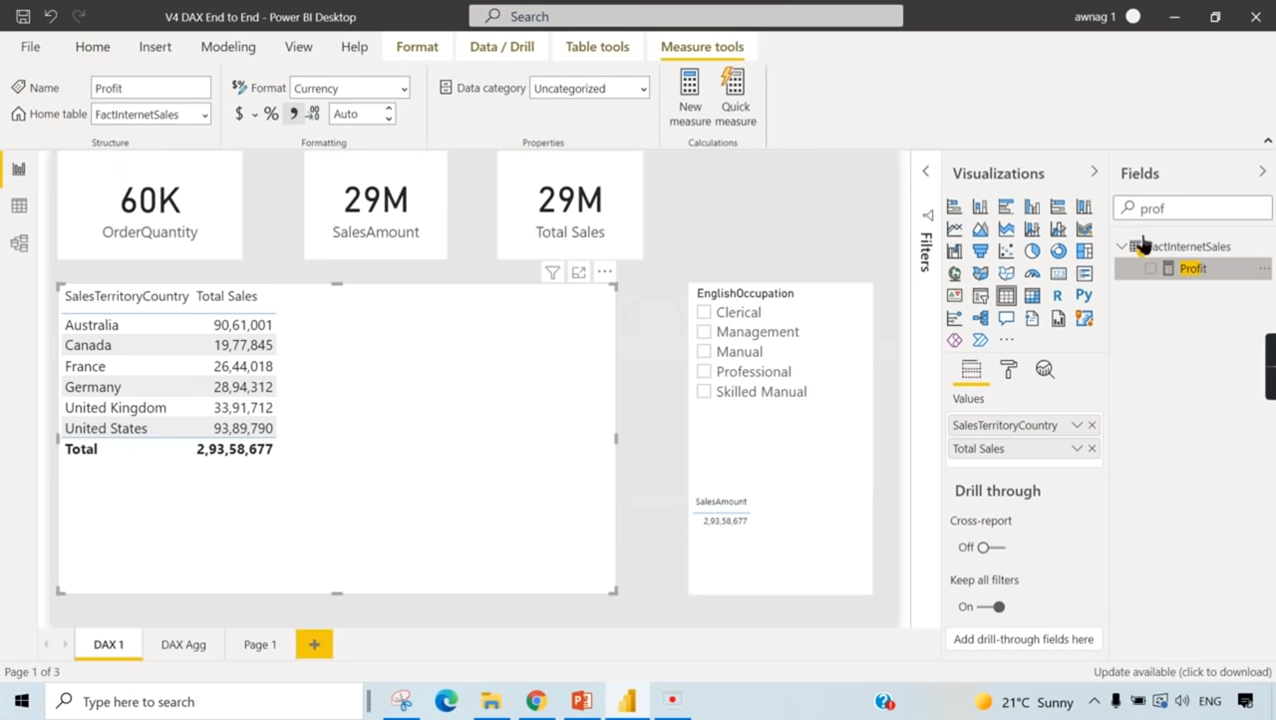 V4 DAX End to End - Power BI Desktop
Search
awnag 1
File Home Insert Modeling View Help Format Data / Drill Table tools Measure tools
Name Profit
Home table FactInternetSales
Structure
Format Currency
$ % 9 .00 Auto
Formatting
Data category Uncategorized
Properties
New measure
Quick measure
Calculations
60K
OrderQuantity
29M
SalesAmount
29M
Total Sales
SalesTerritoryCountry Total Sales
Australia 90,61,001
Canada 19,77,845
France 26,44,018
Germany 28,94,312
United Kingdom 33,91,712
United States 93,89,790
Total 2,93,58,677
EnglishOccupation
Clerical
Management
Manual
Professional
Skilled Manual
SalesAmount
2,93,58,677
Filters
Visualizations
R Py
Values
SalesTerritoryCountry
Total Sales
Drill through
Cross-report
Off
Keep all filters
On
Add drill-through fields here
Fields
prof
FactInternetSales
Profit
DAX 1 DAX Agg Page 1 +
Page 1 of 3
Update available (click to download)
Type here to search
21°C Sunny
ENG